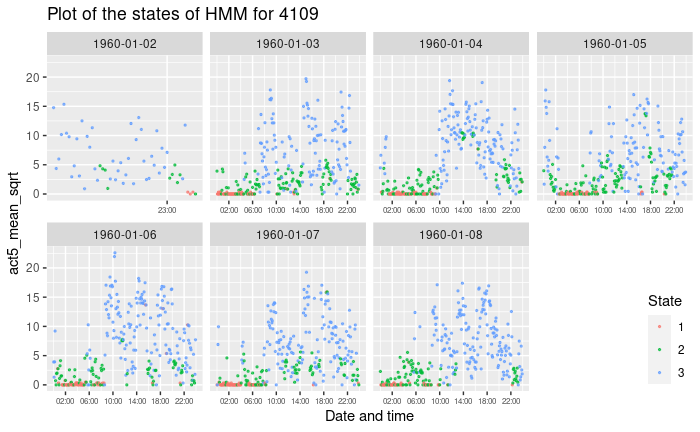 Plot of the states of HMM for 4109
1960-01-02 1960-01-03 1960-01-04 1960-01-05
20
15
10
5
0
23:00 02:00 06:00 10:00 14:00 18:00 22:00 02:00 06:00 10:00 14:00 18:00 22:00 02:00 06:00 10:00 14:00 18:00 22:00
act5_mean_sqrt
1960-01-06 1960-01-07 1960-01-08
20
15
10
5
0
02:00 06:00 10:00 14:00 18:00 22:00 02:00 06:00 10:00 14:00 18:00 22:00 02:00 06:00 10:00 14:00 18:00 22:00
Date and time
State
1
2
3